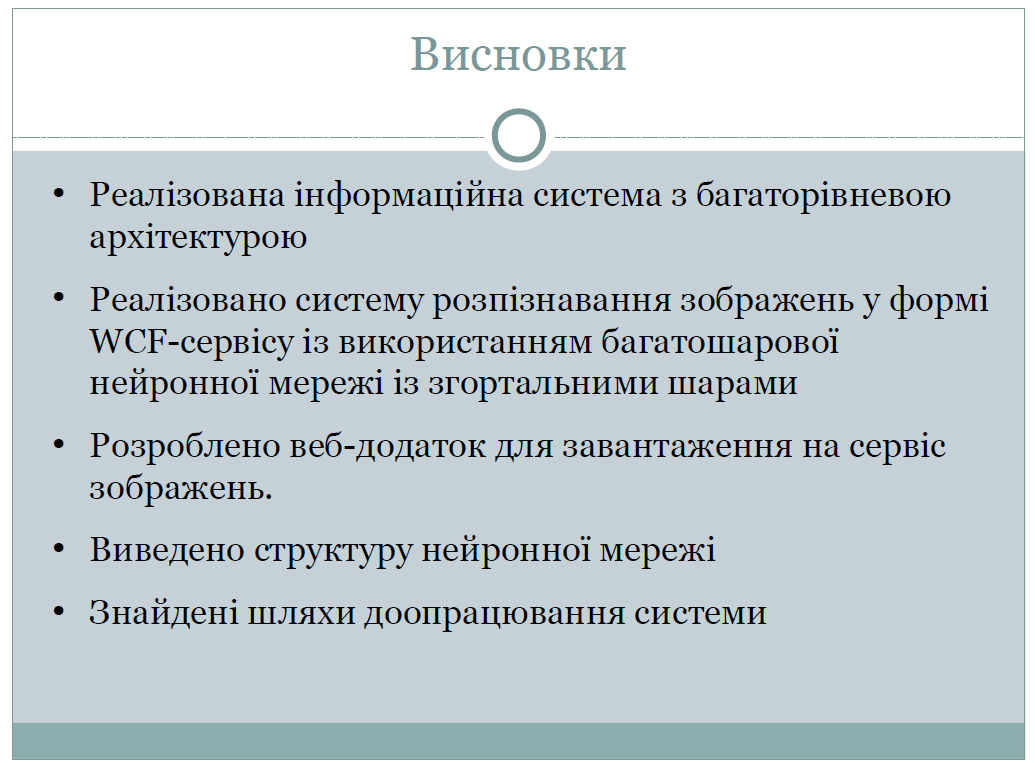 Висновки
• Реалізована інформаційна система з багаторівневою
архітектурою
• Реалізовано систему розпізнавання зображень у формі
WCF-сервісу із використанням багатошарової
нейронної мережі із згортальними шарами
• Розроблено веб-додаток для завантаження на сервіс
зображень.
• Виведено структуру нейронної мережі
• Знайдені шляхи доопрацювання системи